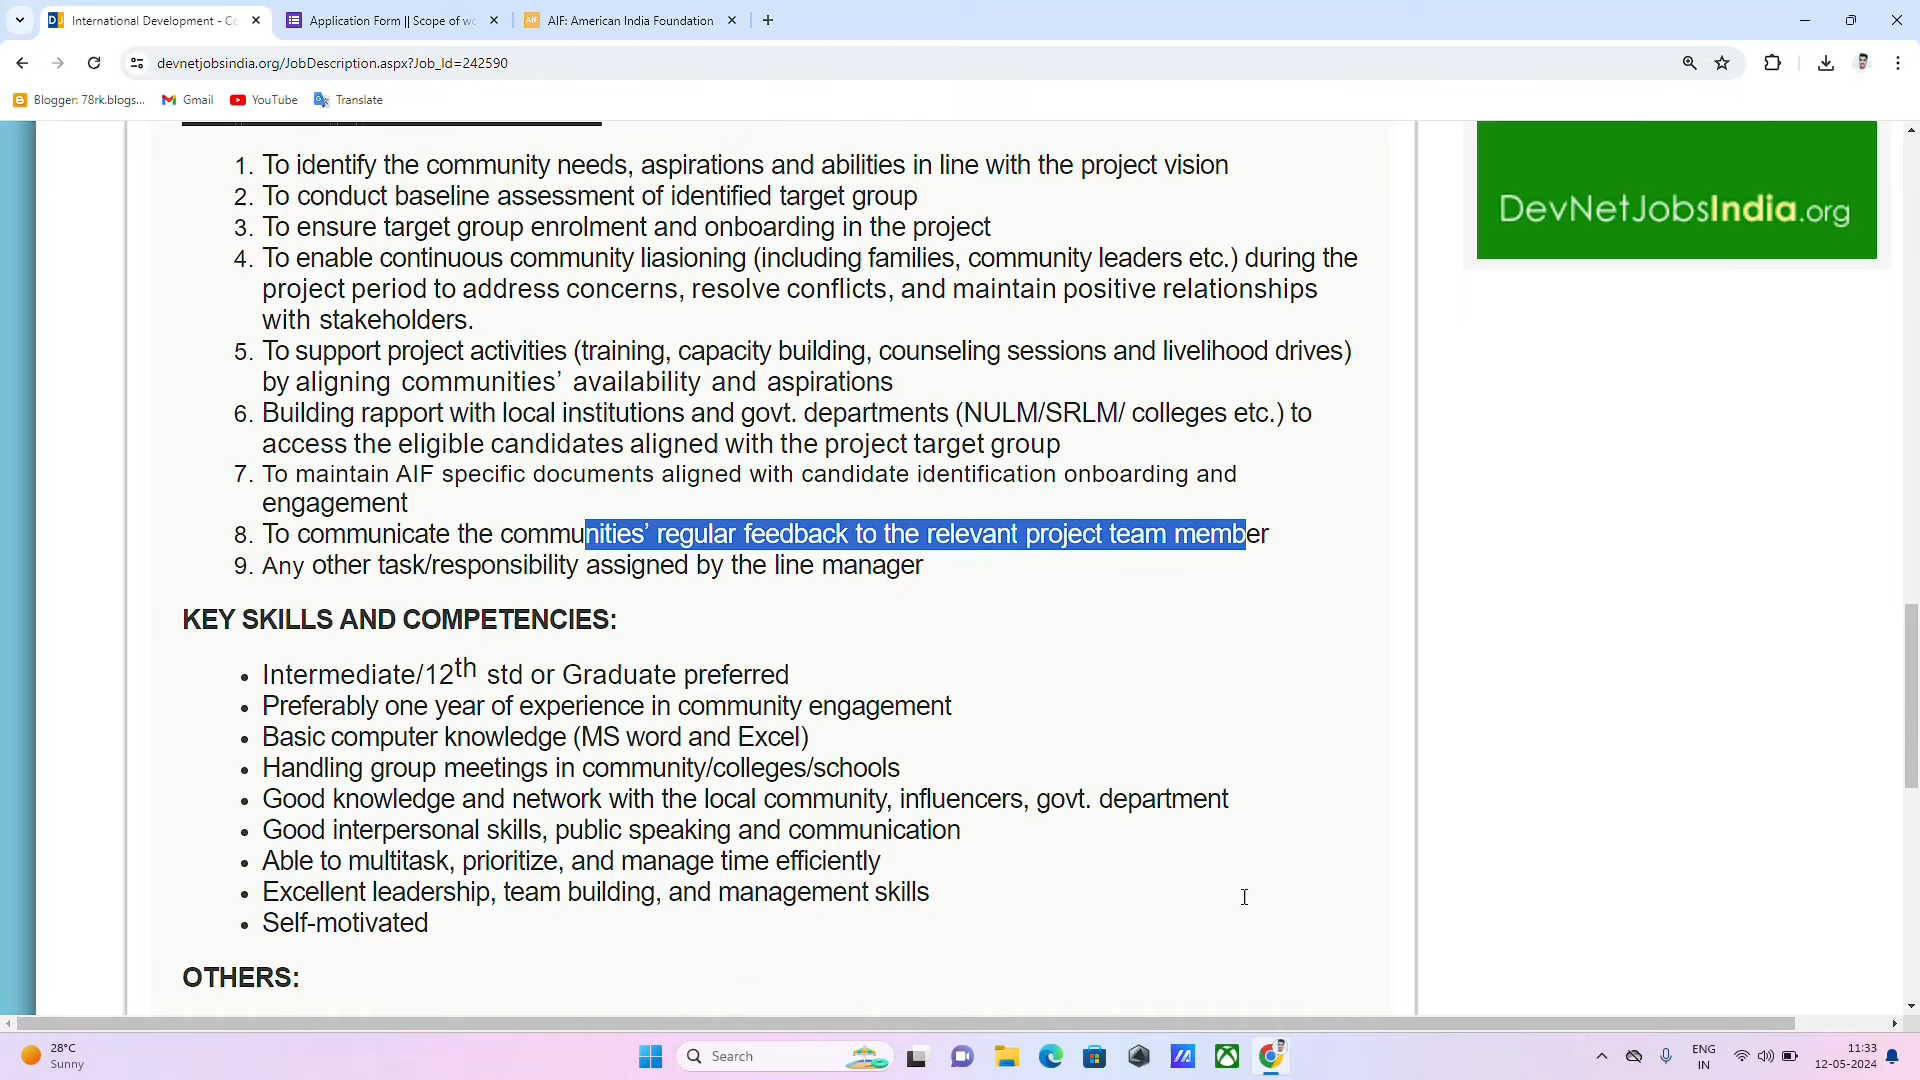 International Development - Co
Application Form || Scope of wo
AIF
AIF: American India Foundation
devnetjobsindia.org/JobDescription.aspx?Job_Id=242590
Blogger: 78rk.blogs...
Gmail
YouTube
Translate
1. To identify the community needs, aspirations and abilities in line with the project vision
2. To conduct baseline assessment of identified target group
3. To ensure target group enrolment and onboarding in the project
4. To enable continuous community liasioning (including families, community leaders etc.) during the
project period to address concerns, resolve conflicts, and maintain positive relationships
with stakeholders.
5. To support project activities (training, capacity building, counseling sessions and livelihood drives)
by aligning communities’ availability and aspirations
6. Building rapport with local institutions and govt. departments (NULM/SRLM/ colleges etc.) to
access the eligible candidates aligned with the project target group
7. To maintain AIF specific documents aligned with candidate identification onboarding and
engagement
8. To communicate the communities’ regular feedback to the relevant project team member
9. Any other task/responsibility assigned by the line manager
KEY SKILLS AND COMPETENCIES:
• Intermediate/12th std or Graduate preferred
• Preferably one year of experience in community engagement
• Basic computer knowledge (MS word and Excel)
• Handling group meetings in community/colleges/schools
• Good knowledge and network with the local community, influencers, govt. department
• Good interpersonal skills, public speaking and communication
• Able to multitask, prioritize, and manage time efficiently
• Excellent leadership, team building, and management skills
• Self-motivated
OTHERS:
DevNetJobsIndia.org
28°C
Sunny
Search
ENG
IN
11:33
12-05-2024